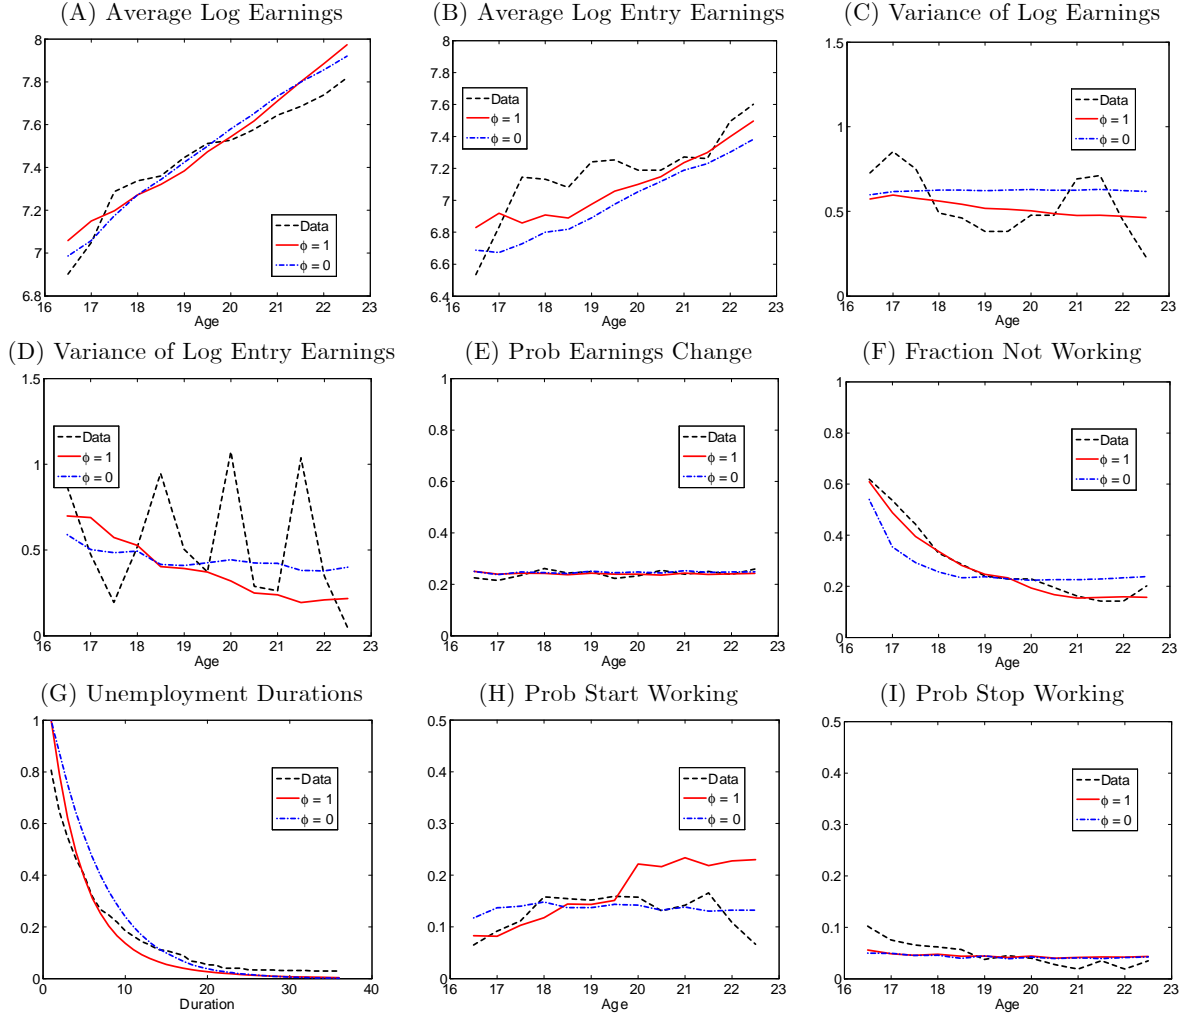 (A) Average Log Earnings
8
7.8
7.6
7.4
7.2
7
6.8
16 17 18 19 20 21 22 23
Age
Data
ϕ = 1
ϕ = 0
(B) Average Log Entry Earnings
8
7.8
7.6
7.4
7.2
7
6.8
6.6
6.4
16 17 18 19 20 21 22 23
Age
Data
ϕ = 1
ϕ = 0
(C) Variance of Log Earnings
1.5
1
0.5
0
16 17 18 19 20 21 22 23
Age
Data
ϕ = 1
ϕ = 0
(D) Variance of Log Entry Earnings
1.5
1
0.5
0
16 17 18 19 20 21 22 23
Age
Data
ϕ = 1
ϕ = 0
(E) Prob Earnings Change
1
0.8
0.6
0.4
0.2
0
16 17 18 19 20 21 22 23
Age
Data
ϕ = 1
ϕ = 0
(F) Fraction Not Working
1
0.8
0.6
0.4
0.2
0
16 17 18 19 20 21 22 23
Age
Data
ϕ = 1
ϕ = 0
(G) Unemployment Durations
1
0.8
0.6
0.4
0.2
0
0 10 20 30 40
Duration
Data
ϕ = 1
ϕ = 0
(H) Prob Start Working
0.5
0.4
0.3
0.2
0.1
0
16 17 18 19 20 21 22 23
Age
Data
ϕ = 1
ϕ = 0
(I) Prob Stop Working
0.5
0.4
0.3
0.2
0.1
0
16 17 18 19 20 21 22 23
Age
Data
ϕ = 1
ϕ = 0